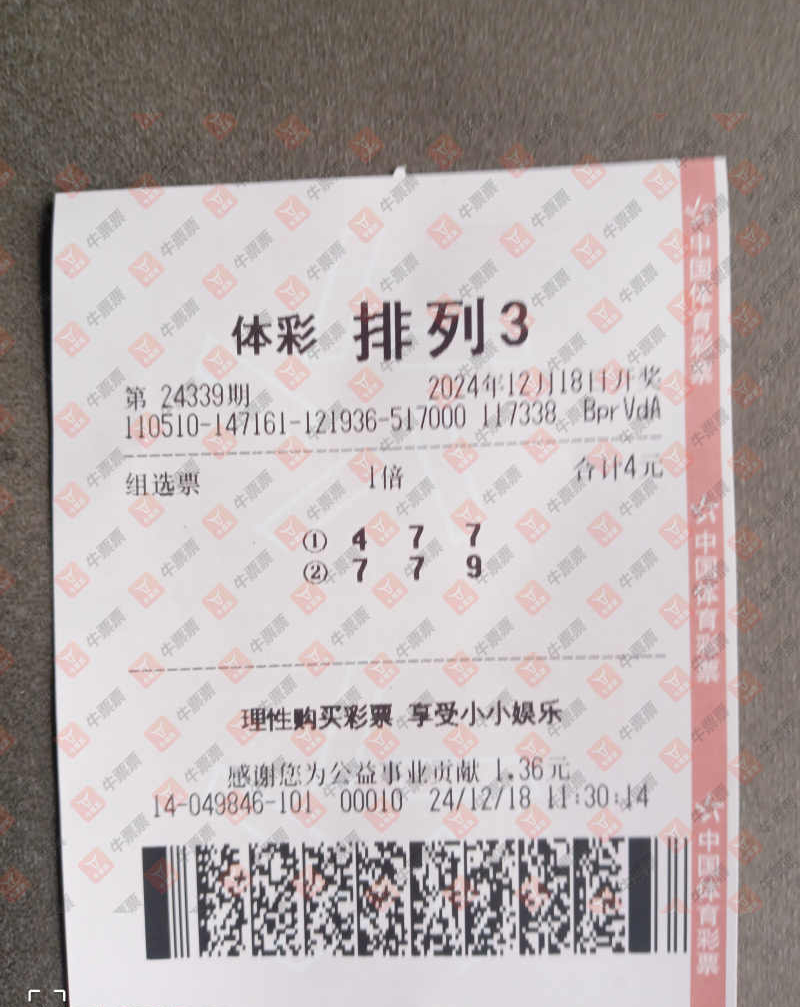 体彩 排列3
第 24339期 2024年12月18日开奖
110510-147161-121936-517000 117338 BprVdA
组选票 1倍 合计4元
① 4 7 7
② 7 7 9
理性购买彩票 享受小小娱乐
感谢您为公益事业贡献 1.36元
14-049846-101 00010 24/12/18 11:30:14
中国体育彩票
中国体育彩票
中国体育彩票
牛票票